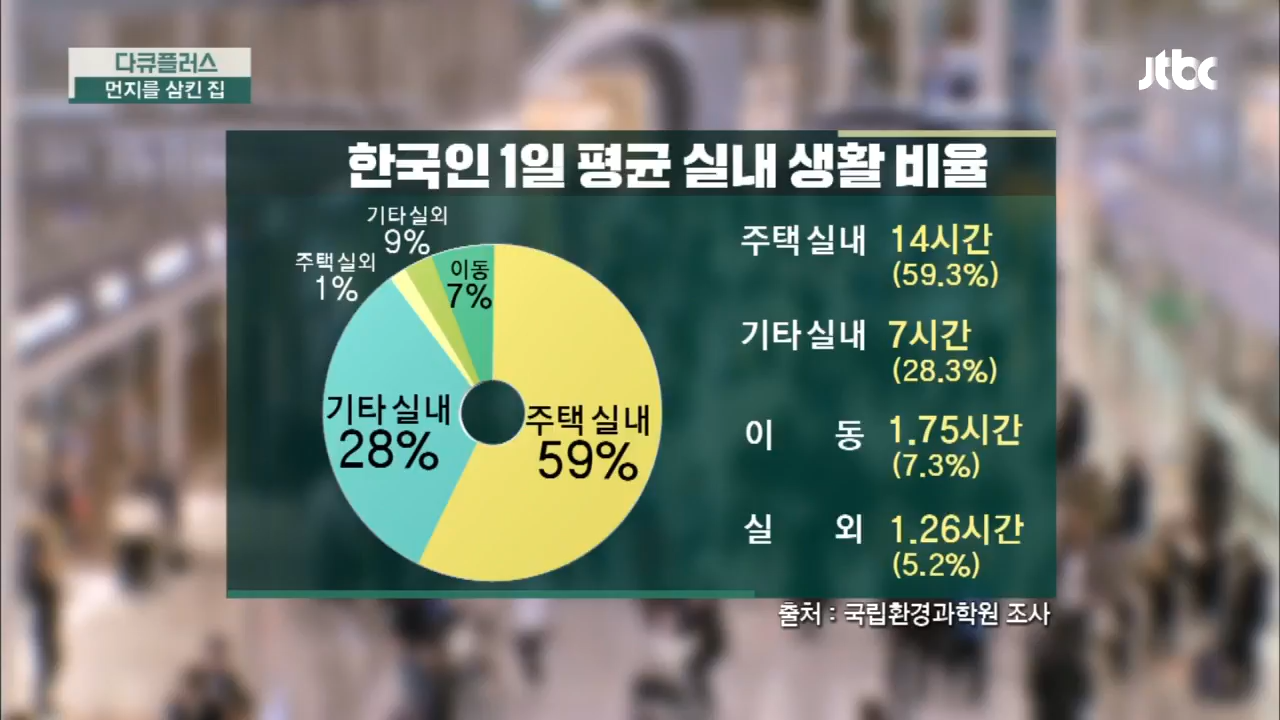 다큐플러스
먼지를 삼킨 집
jtbc
한국인 1일 평균 실내 생활 비율
기타 실외
9%
주택 실외
1%
이동
7%
기타 실내
28%
주택 실내
59%
주택 실내 14시간
(59.3%)
기타 실내 7시간
(28.3%)
이 동 1.75시간
(7.3%)
실 외 1.26시간
(5.2%)
출처 : 국립환경과학원 조사